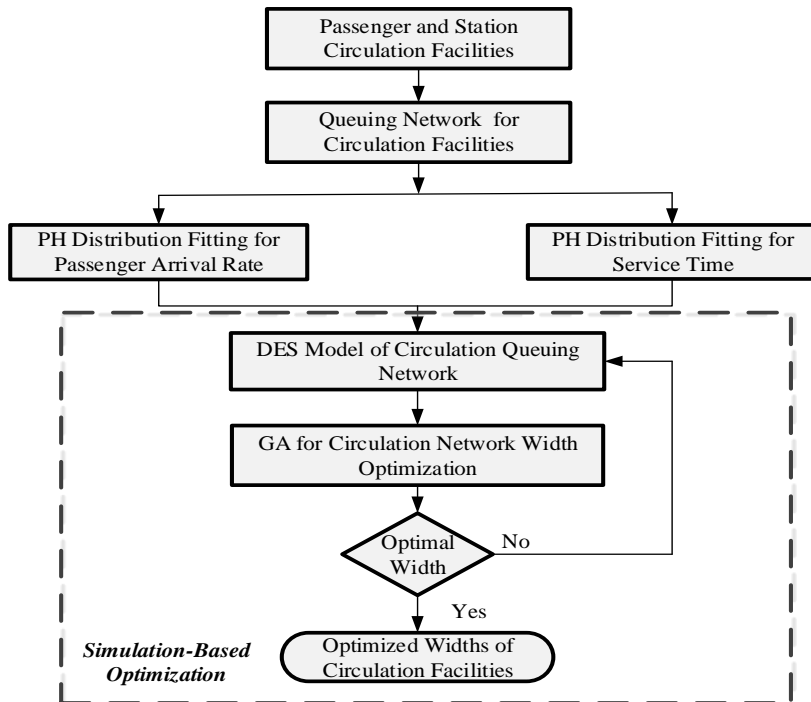 Passenger and Station
Circulation Facilities
Queuing Network for
Circulation Facilities
PH Distribution Fitting for
Passenger Arrival Rate
PH Distribution Fitting for
Service Time
DES Model of Circulation Queuing
Network
GA for Circulation Network Width
Optimization
Optimal
Width
No
Yes
Simulation-Based
Optimization
Optimized Widths of
Circulation Facilities